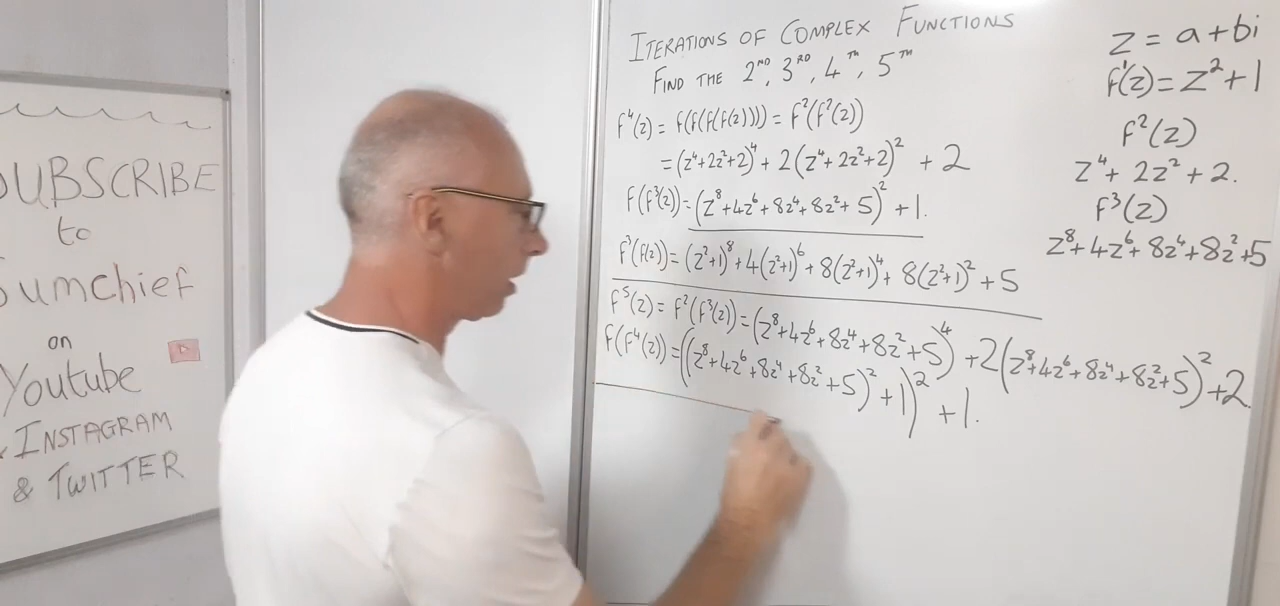 SUBSCRIBE
to
Sumchief
on
Youtube
INSTAGRAM
& TWITTER
ITERATIONS OF COMPLEX FUNCTIONS
FIND THE 2ND, 3RD, 4TH, 5TH
f⁴(z) = f(f(f(f(z)))) = f²(f²(z))
= (z⁴+2z²+2)⁴ + 2(z⁴+2z²+2)² + 2
f(f³(z)) = (z⁸+4z⁶+8z⁴+8z²+5)² + 1.
f³(f(z)) = (z²+1)⁸ + 4(z²+1)⁶ + 8(z²+1)⁴ + 8(z²+1)² + 5
f⁵(z) = f²(f³(z)) = (z⁸+4z⁶+8z⁴+8z²+5)⁴ + 2(z⁸+4z⁶+8z⁴+8z²+5)² + 2.
f(f⁴(z)) = ((z⁸+4z⁶+8z⁴+8z²+5)² + 1)² + 1.
z = a + bi
f¹(z) = z² + 1
f²(z)
z⁴ + 2z² + 2.
f³(z)
z⁸+4z⁶+8z⁴+8z²+5